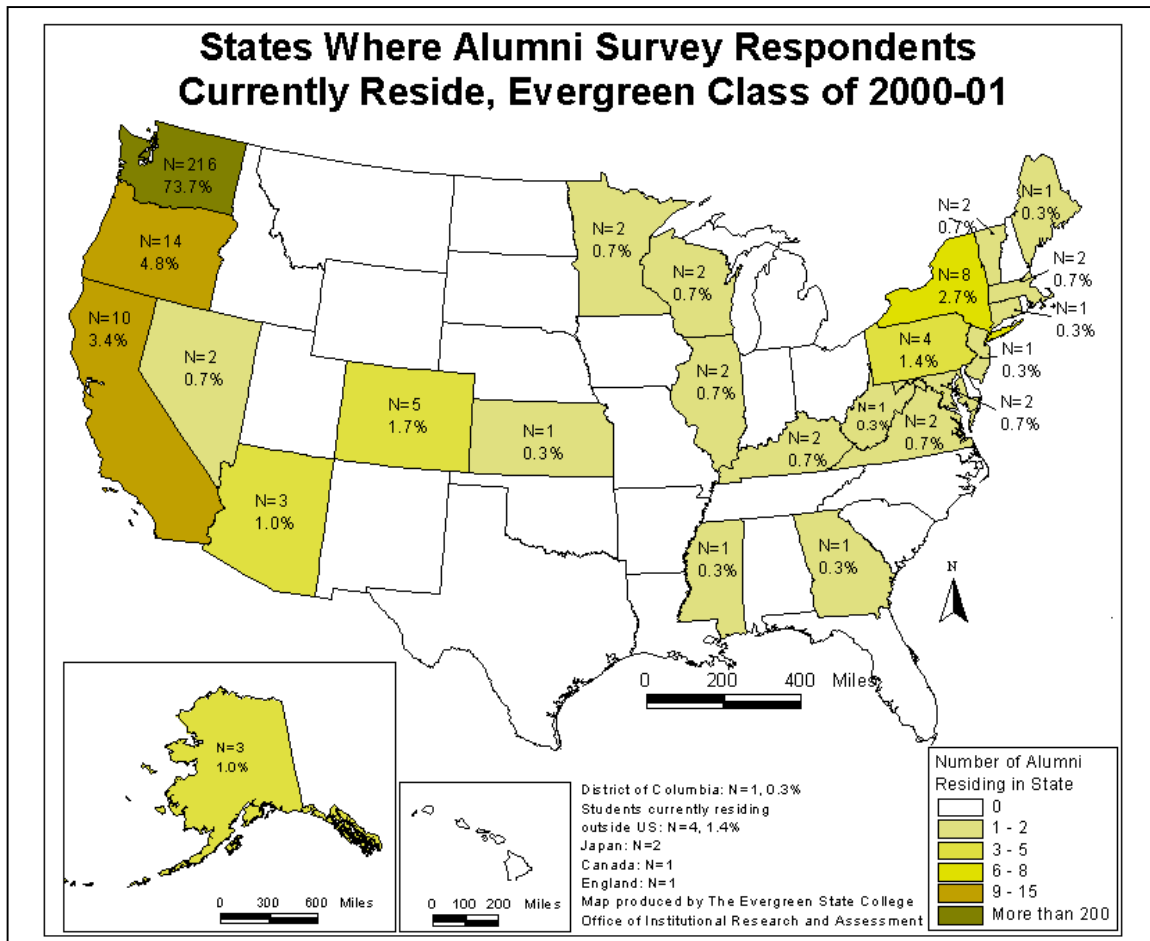 States Where Alumni Survey Respondents
Currently Reside, Evergreen Class of 2000-01
N=216
73.7%
N=14
4.8%
N=10
3.4%
N=2
0.7%
N=3
1.0%
N=5
1.7%
N=1
0.3%
N=2
0.7%
N=2
0.7%
N=2
0.7%
N=2
0.7%
N=1
0.3%
N=2
0.7%
N=1
0.3%
N=1
0.3%
N=8
2.7%
N=4
1.4%
N=2
0.7%
N=1
0.3%
N=2
0.7%
N=1
0.3%
N=1
0.3%
N=2
0.7%
N
0 200 400 Miles
N=3
1.0%
0 300 600 Miles
0 100 200 Miles
District of Columbia: N=1, 0.3%
Students currently residing
outside US: N=4, 1.4%
Japan: N=2
Canada: N=1
England: N=1
Map produced by The Evergreen State College
Office of Institutional Research and Assessment
Number of Alumni
Residing in State
0
1 - 2
3 - 5
6 - 8
9 - 15
More than 200